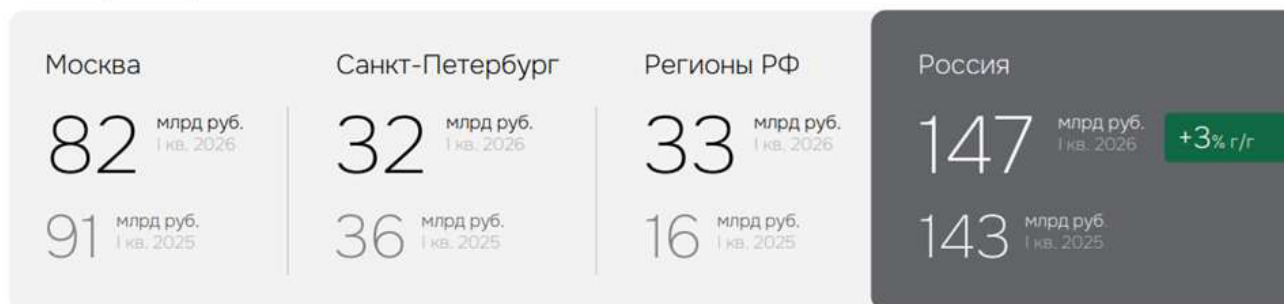 Москва
82 млрд руб.
I кв. 2026
91 млрд руб.
I кв. 2025
Санкт-Петербург
32 млрд руб.
I кв. 2026
36 млрд руб.
I кв. 2025
Регионы РФ
33 млрд руб.
I кв. 2026
16 млрд руб.
I кв. 2025
Россия
147 млрд руб.
I кв. 2026
+3% г/г
143 млрд руб.
I кв. 2025